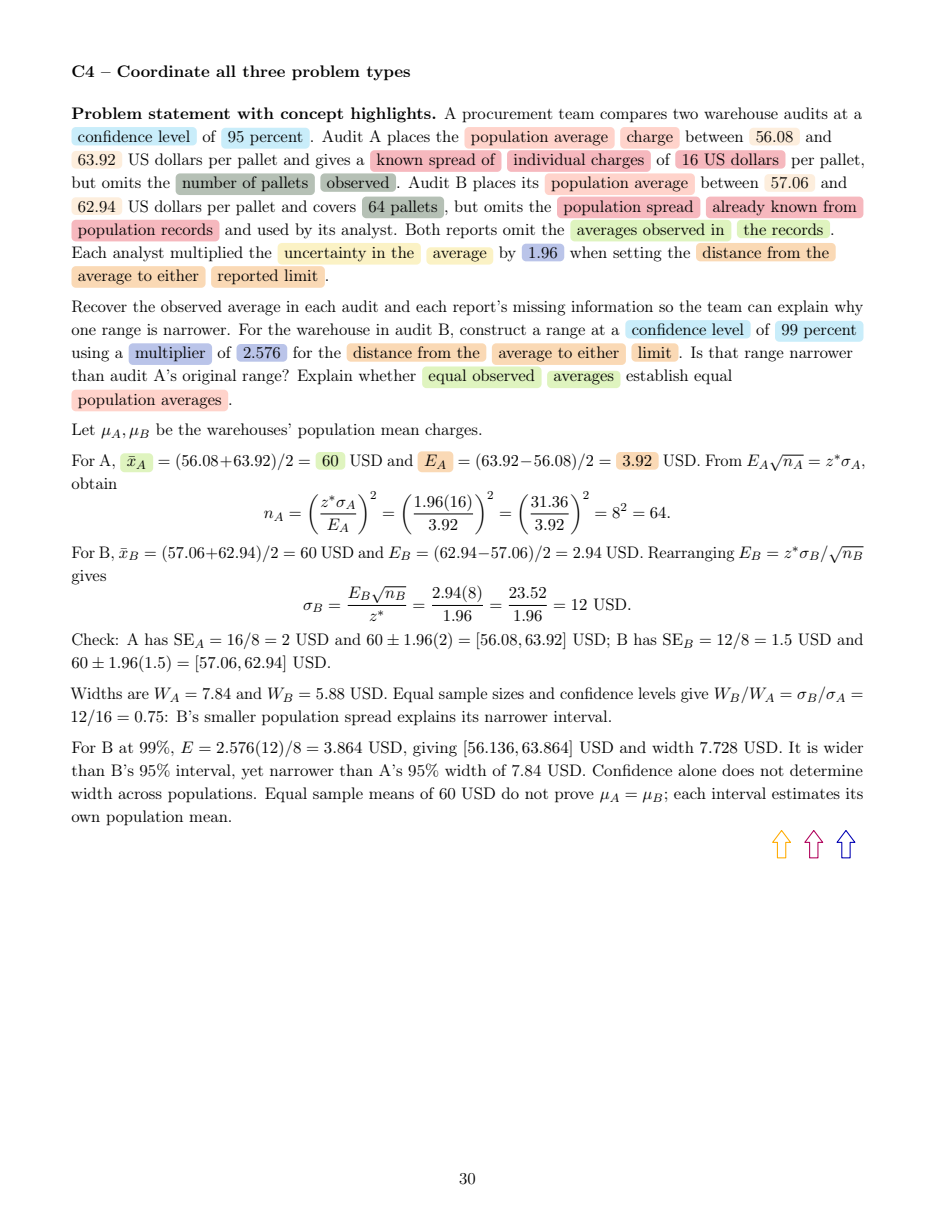 C4 – Coordinate all three problem types
Problem statement with concept highlights. A procurement team compares two warehouse audits at a
confidence level of 95 percent . Audit A places the population average charge between 56.08 and
63.92 US dollars per pallet and gives a known spread of individual charges of 16 US dollars per pallet,
but omits the number of pallets observed . Audit B places its population average between 57.06 and
62.94 US dollars per pallet and covers 64 pallets , but omits the population spread already known from
population records and used by its analyst. Both reports omit the averages observed in the records .
Each analyst multiplied the uncertainty in the average by 1.96 when setting the distance from the
average to either reported limit .
Recover the observed average in each audit and each report's missing information so the team can explain why
one range is narrower. For the warehouse in audit B, construct a range at a confidence level of 99 percent
using a multiplier of 2.576 for the distance from the average to either limit . Is that range narrower
than audit A's original range? Explain whether equal observed averages establish equal
population averages .
Let μ_A, μ_B be the warehouses' population mean charges.
For A, x̄_A = (56.08+63.92)/2 = 60 USD and E_A = (63.92−56.08)/2 = 3.92 USD. From E_A√n_A = z*σ_A,
obtain
n_A = (z*σ_A / E_A)² = (1.96(16) / 3.92)² = (31.36 / 3.92)² = 8² = 64.
For B, x̄_B = (57.06+62.94)/2 = 60 USD and E_B = (62.94−57.06)/2 = 2.94 USD. Rearranging E_B = z*σ_B/√n_B
gives
σ_B = E_B√n_B / z* = 2.94(8) / 1.96 = 23.52 / 1.96 = 12 USD.
Check: A has SE_A = 16/8 = 2 USD and 60 ± 1.96(2) = [56.08, 63.92] USD; B has SE_B = 12/8 = 1.5 USD and
60 ± 1.96(1.5) = [57.06, 62.94] USD.
Widths are W_A = 7.84 and W_B = 5.88 USD. Equal sample sizes and confidence levels give W_B/W_A = σ_B/σ_A =
12/16 = 0.75: B's smaller population spread explains its narrower interval.
For B at 99%, E = 2.576(12)/8 = 3.864 USD, giving [56.136, 63.864] USD and width 7.728 USD. It is wider
than B's 95% interval, yet narrower than A's 95% width of 7.84 USD. Confidence alone does not determine
width across populations. Equal sample means of 60 USD do not prove μ_A = μ_B; each interval estimates its
own population mean.
30